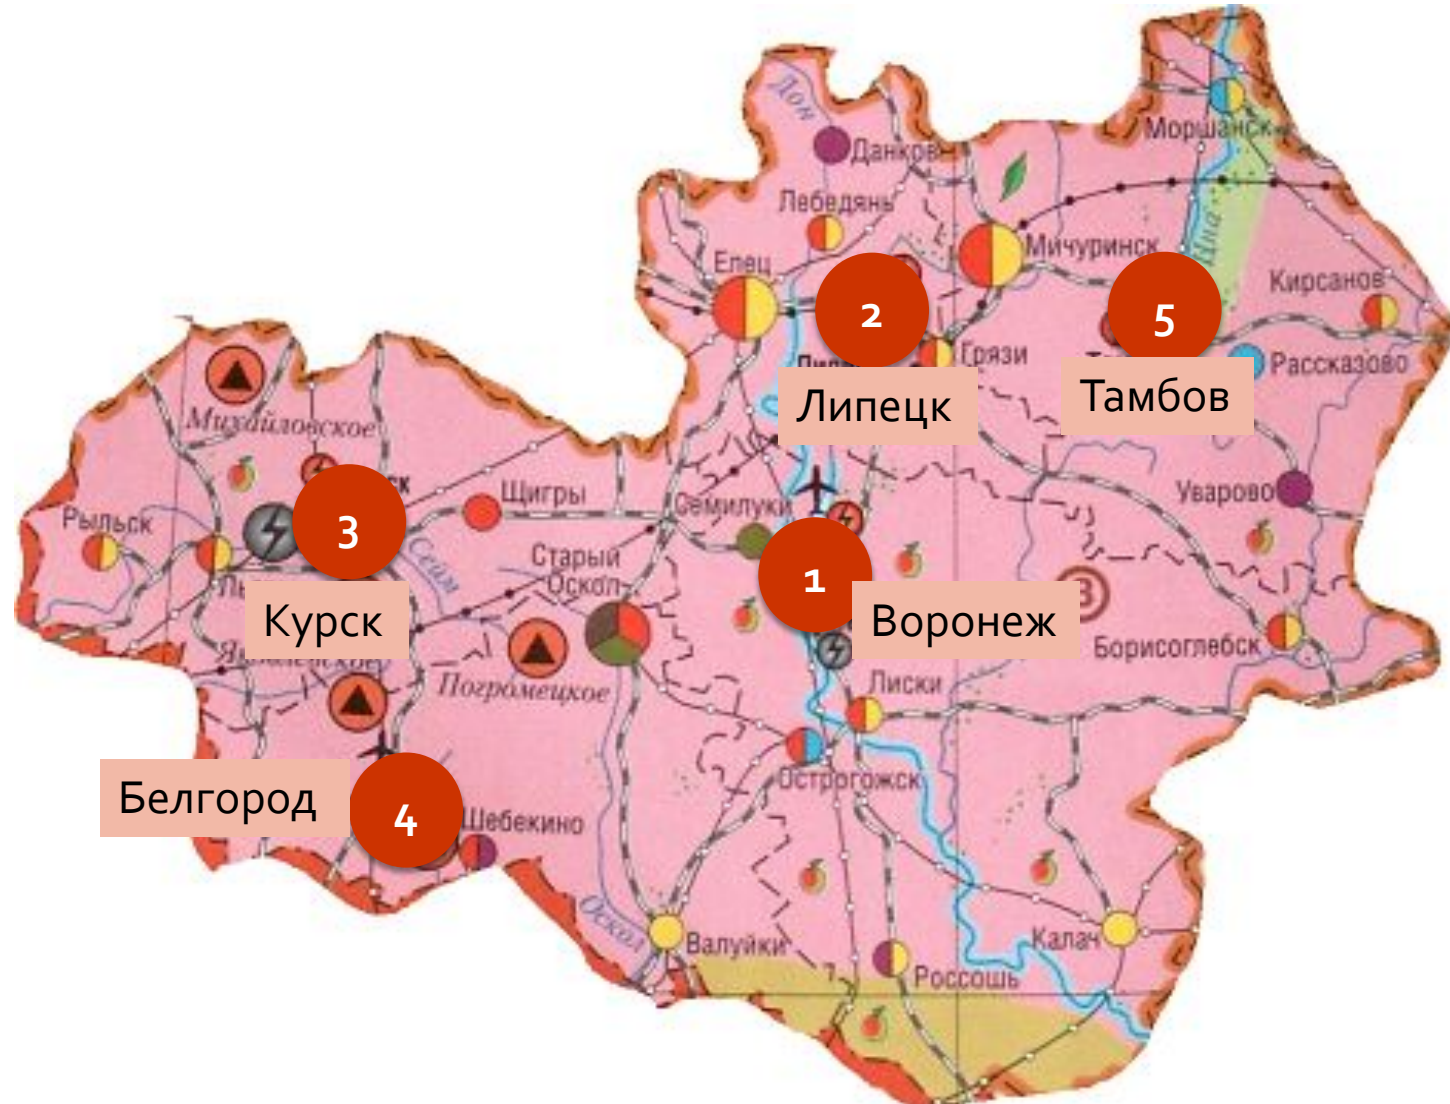 Дон
Данков
Моршанск
Лебедянь
Цна
Мичуринск
Елец
Кирсанов
2
5
Грязи
Рассказово
Михайловское
Липецк
Тамбов
Щигры
Семилуки
Уварово
Рыльск
3
Сейм
Старый
Оскол
1
Курск
Воронеж
Борисоглебск
Погромецкое
Лиски
Острогожск
Белгород
4
Шебекино
Оскол
Валуйки
Калач
Россошь